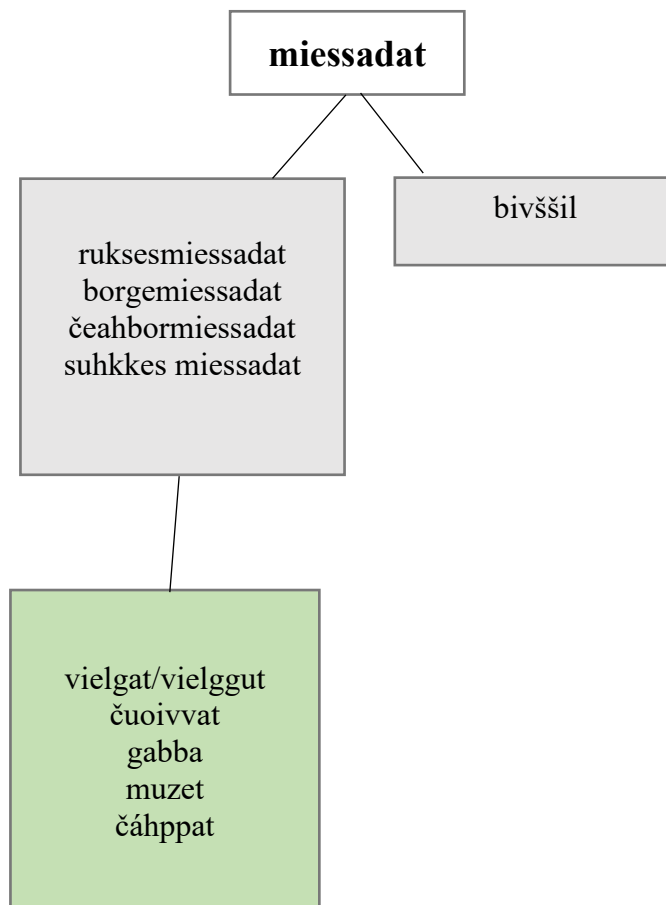 miessadat
bivššil
ruksesmiessadat
borgemiessadat
čeahbormiessadat
suhkkes miessadat
vielgat/vielggut
čuoivvat
gabba
muzet
čáhppat